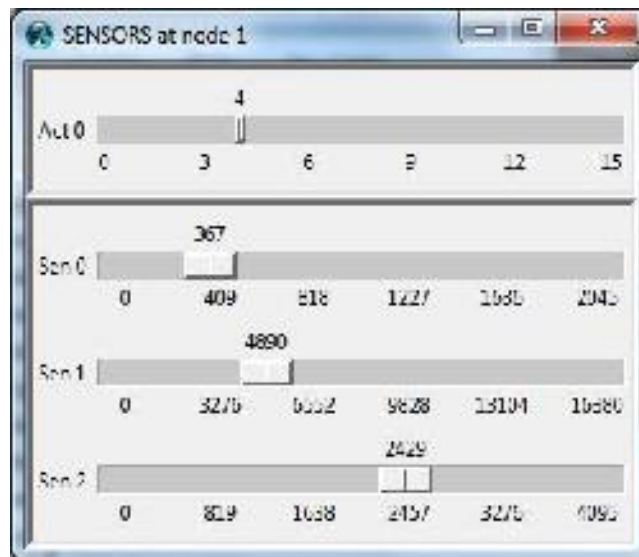 SENSORS at node 1
4
Act 0
0 3 6 9 12 15
367
Sen 0
0 409 818 1227 1636 2045
4890
Sen 1
0 3276 6552 9828 13104 16380
2429
Sen 2
0 819 1638 2457 3276 4095